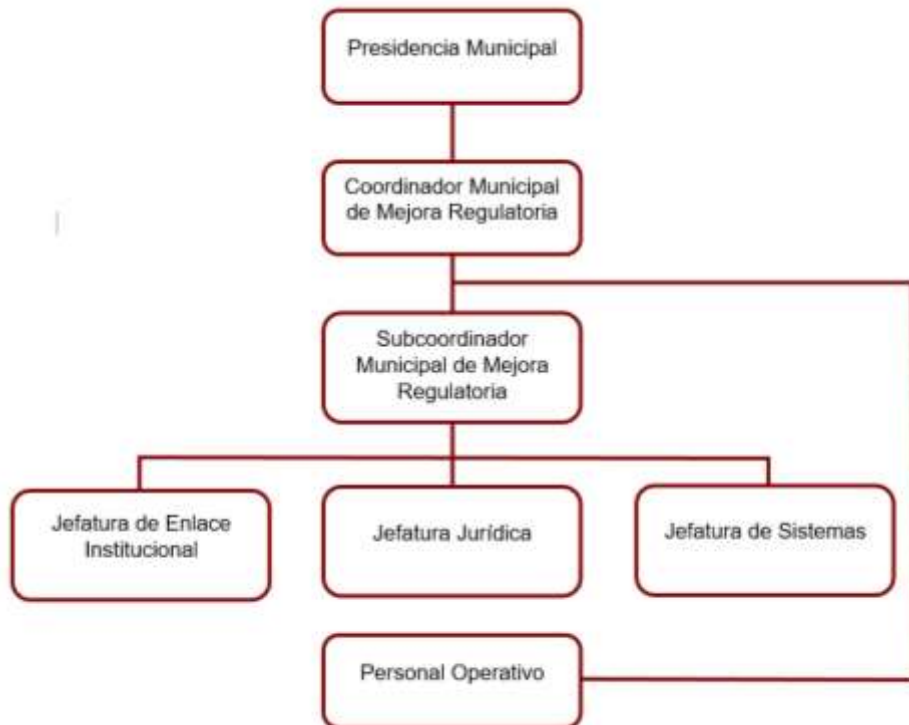 Presidencia Municipal
Coordinador Municipal
de Mejora Regulatoria
Subcoordinador
Municipal de Mejora
Regulatoria
Jefatura de Enlace
Institucional
Jefatura Jurídica
Jefatura de Sistemas
Personal Operativo